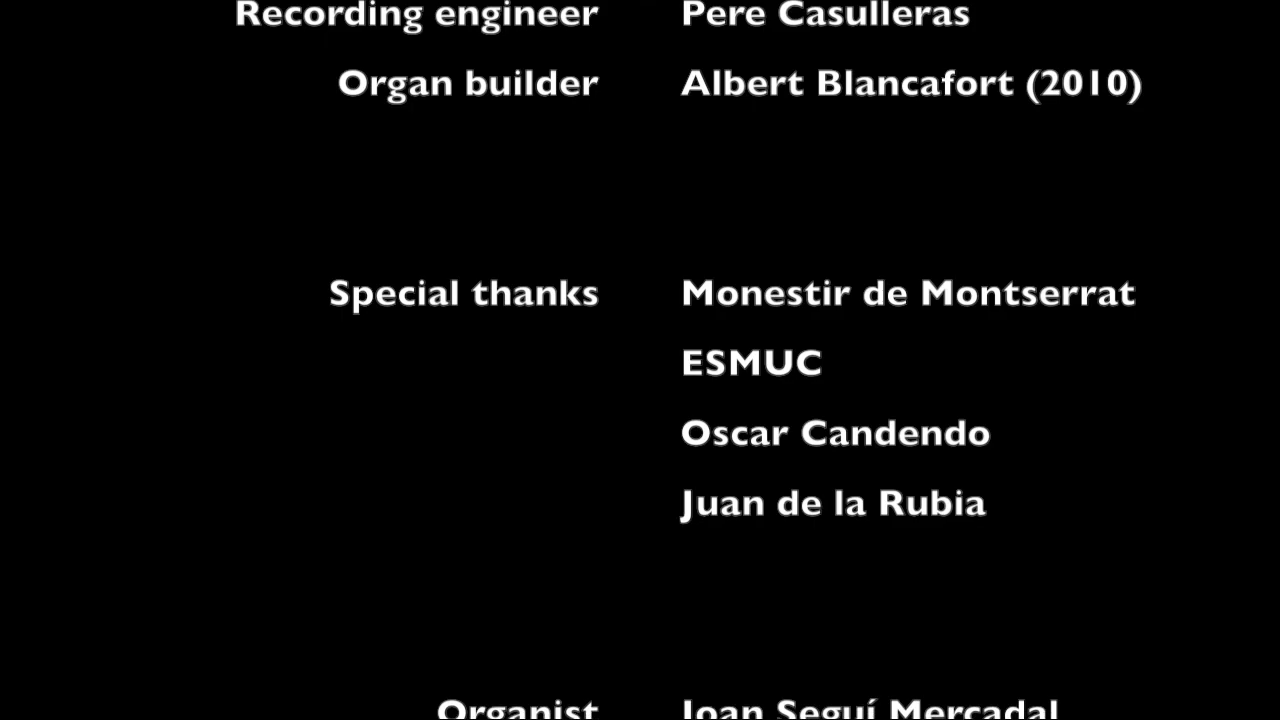 Recording engineer Pere Casulleras
Organ builder Albert Blancafort (2010)
Special thanks Monestir de Montserrat
ESMUC
Oscar Candendo
Juan de la Rubia
Organist Joan Seguí Mercadal